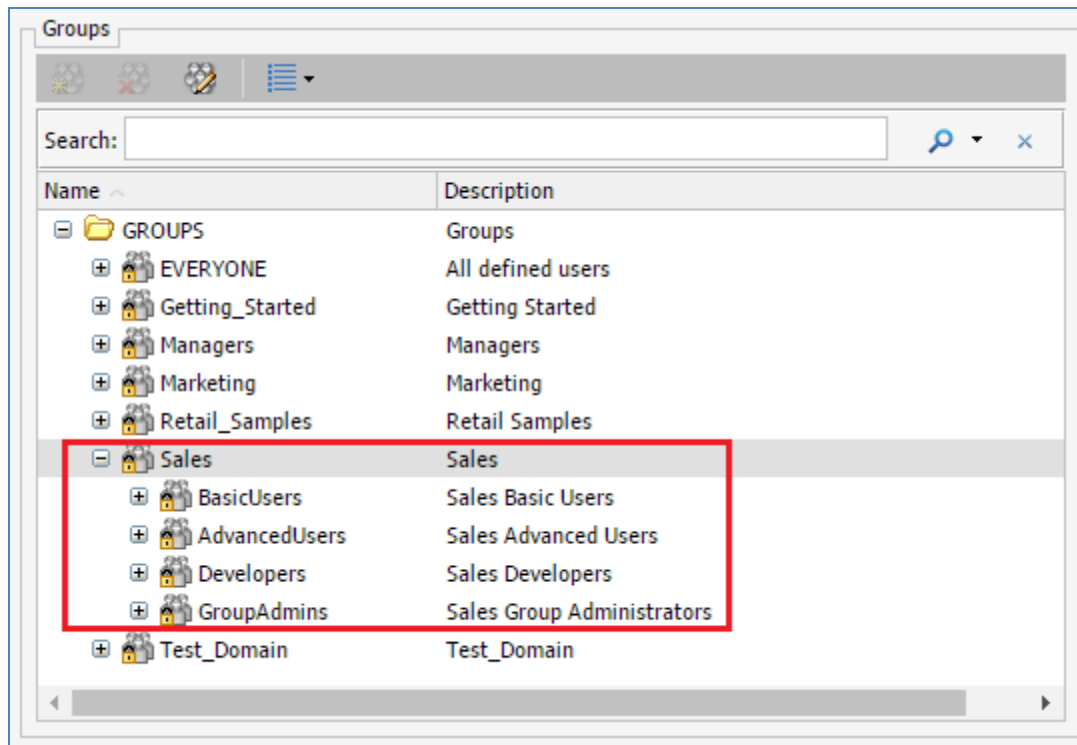 Groups
Search:
Name Description
GROUPS Groups
EVERYONE All defined users
Getting_Started Getting Started
Managers Managers
Marketing Marketing
Retail_Samples Retail Samples
Sales Sales
BasicUsers Sales Basic Users
AdvancedUsers Sales Advanced Users
Developers Sales Developers
GroupAdmins Sales Group Administrators
Test_Domain Test_Domain